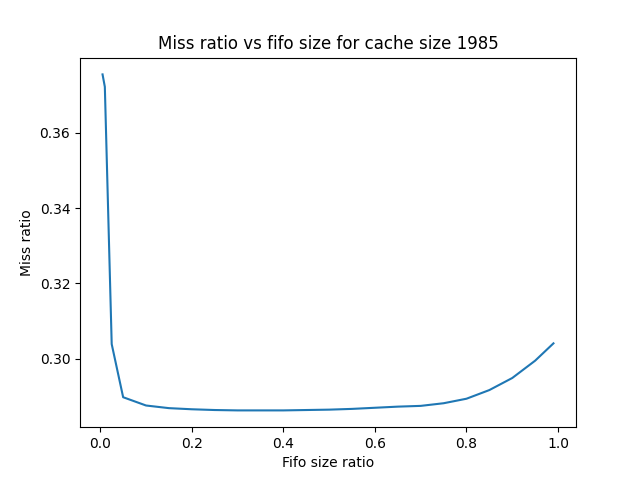 Miss ratio vs fifo size for cache size 1985
Miss ratio
0.36
0.34
0.32
0.30
0.0 0.2 0.4 0.6 0.8 1.0
Fifo size ratio